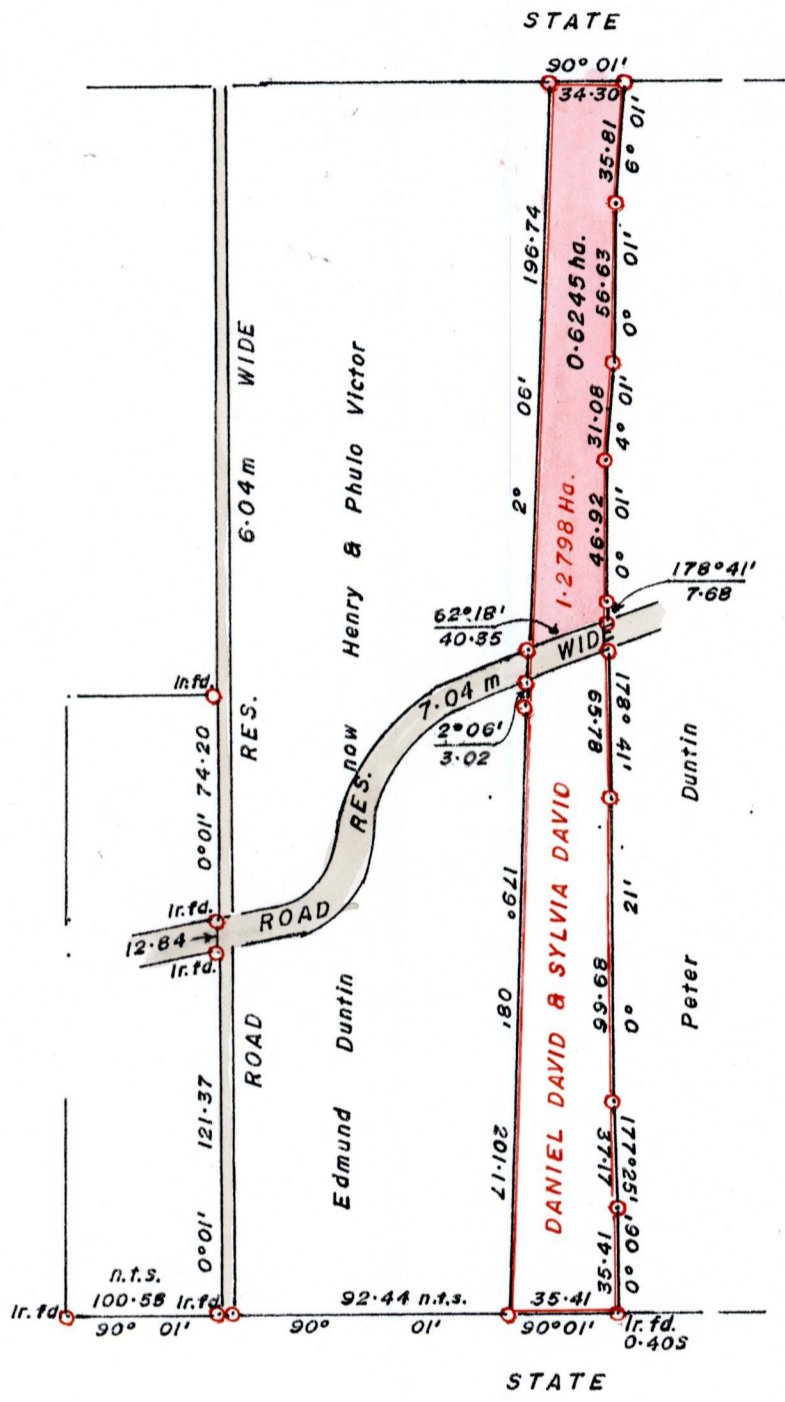 STATE
90° 01'
34·30
6° 01'
35·81
0° 01'
56·63
196·74
2° 06'
0·6245 ha.
1·2798 Ha.
4° 01'
31·08
0° 01'
46·92
178° 41'
7·68
62° 18'
40·35
6·04 m WIDE
RES.
ROAD
now Henry & Phulo Victor
Edmund Duntin
Ir. fd.
0° 01' 74·20
Ir. fd.
12·84
Ir. fd.
ROAD RES. 7·04 m WIDE
2° 06'
3·02
178° 41'
65·78
DANIEL DAVID & SYLVIA DAVID
Peter Duntin
179° 08'
201·17
0° 21'
99·68
177° 25'
37·17
0° 06'
35·41
0° 01' 121·37
n.t.s.
100·58
Ir. fd.
Ir. fd.
90° 01'
92·44 n.t.s.
90° 01'
35·41
90° 01'
Ir. fd.
0·40S
STATE